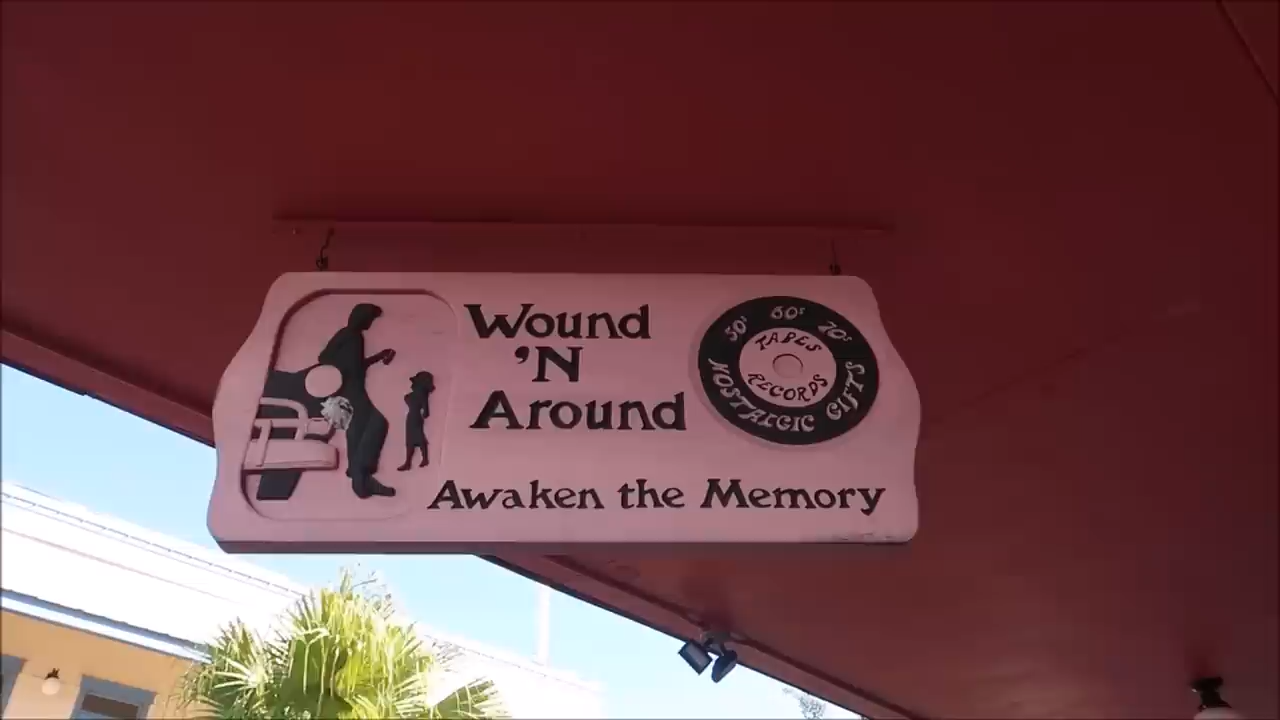 Wound
'N
Around
50s 60s 70s
TAPES
RECORDS
NOSTALGIC GIFTS
Awaken the Memory